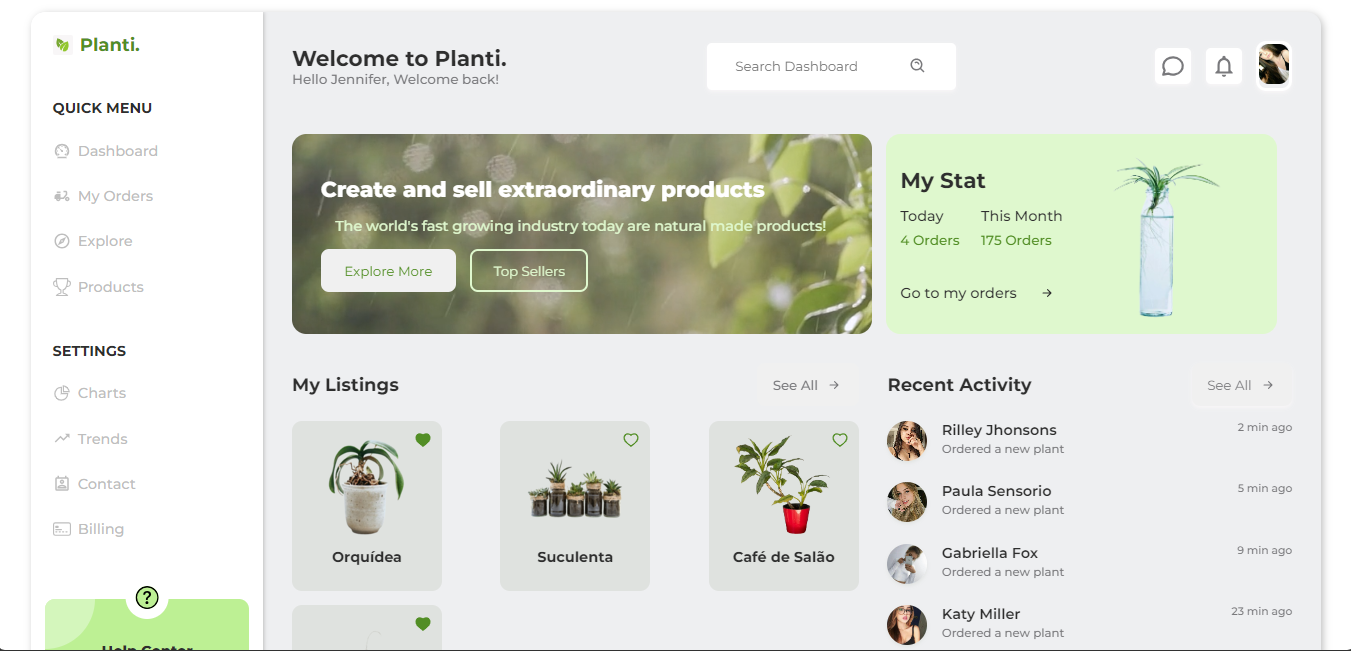 Planti.
QUICK MENU
Dashboard
My Orders
Explore
Products
SETTINGS
Charts
Trends
Contact
Billing
?
Help Center
Welcome to Planti.
Hello Jennifer, Welcome back!
Search Dashboard
Create and sell extraordinary products
The world's fast growing industry today are natural made products!
Explore More
Top Sellers
My Stat
Today
This Month
4 Orders
175 Orders
Go to my orders
My Listings
See All
Orquídea
Suculenta
Café de Salão
Recent Activity
See All
Rilley Jhonsons
2 min ago
Ordered a new plant
Paula Sensorio
5 min ago
Ordered a new plant
Gabriella Fox
9 min ago
Ordered a new plant
Katy Miller
23 min ago
Ordered a new plant